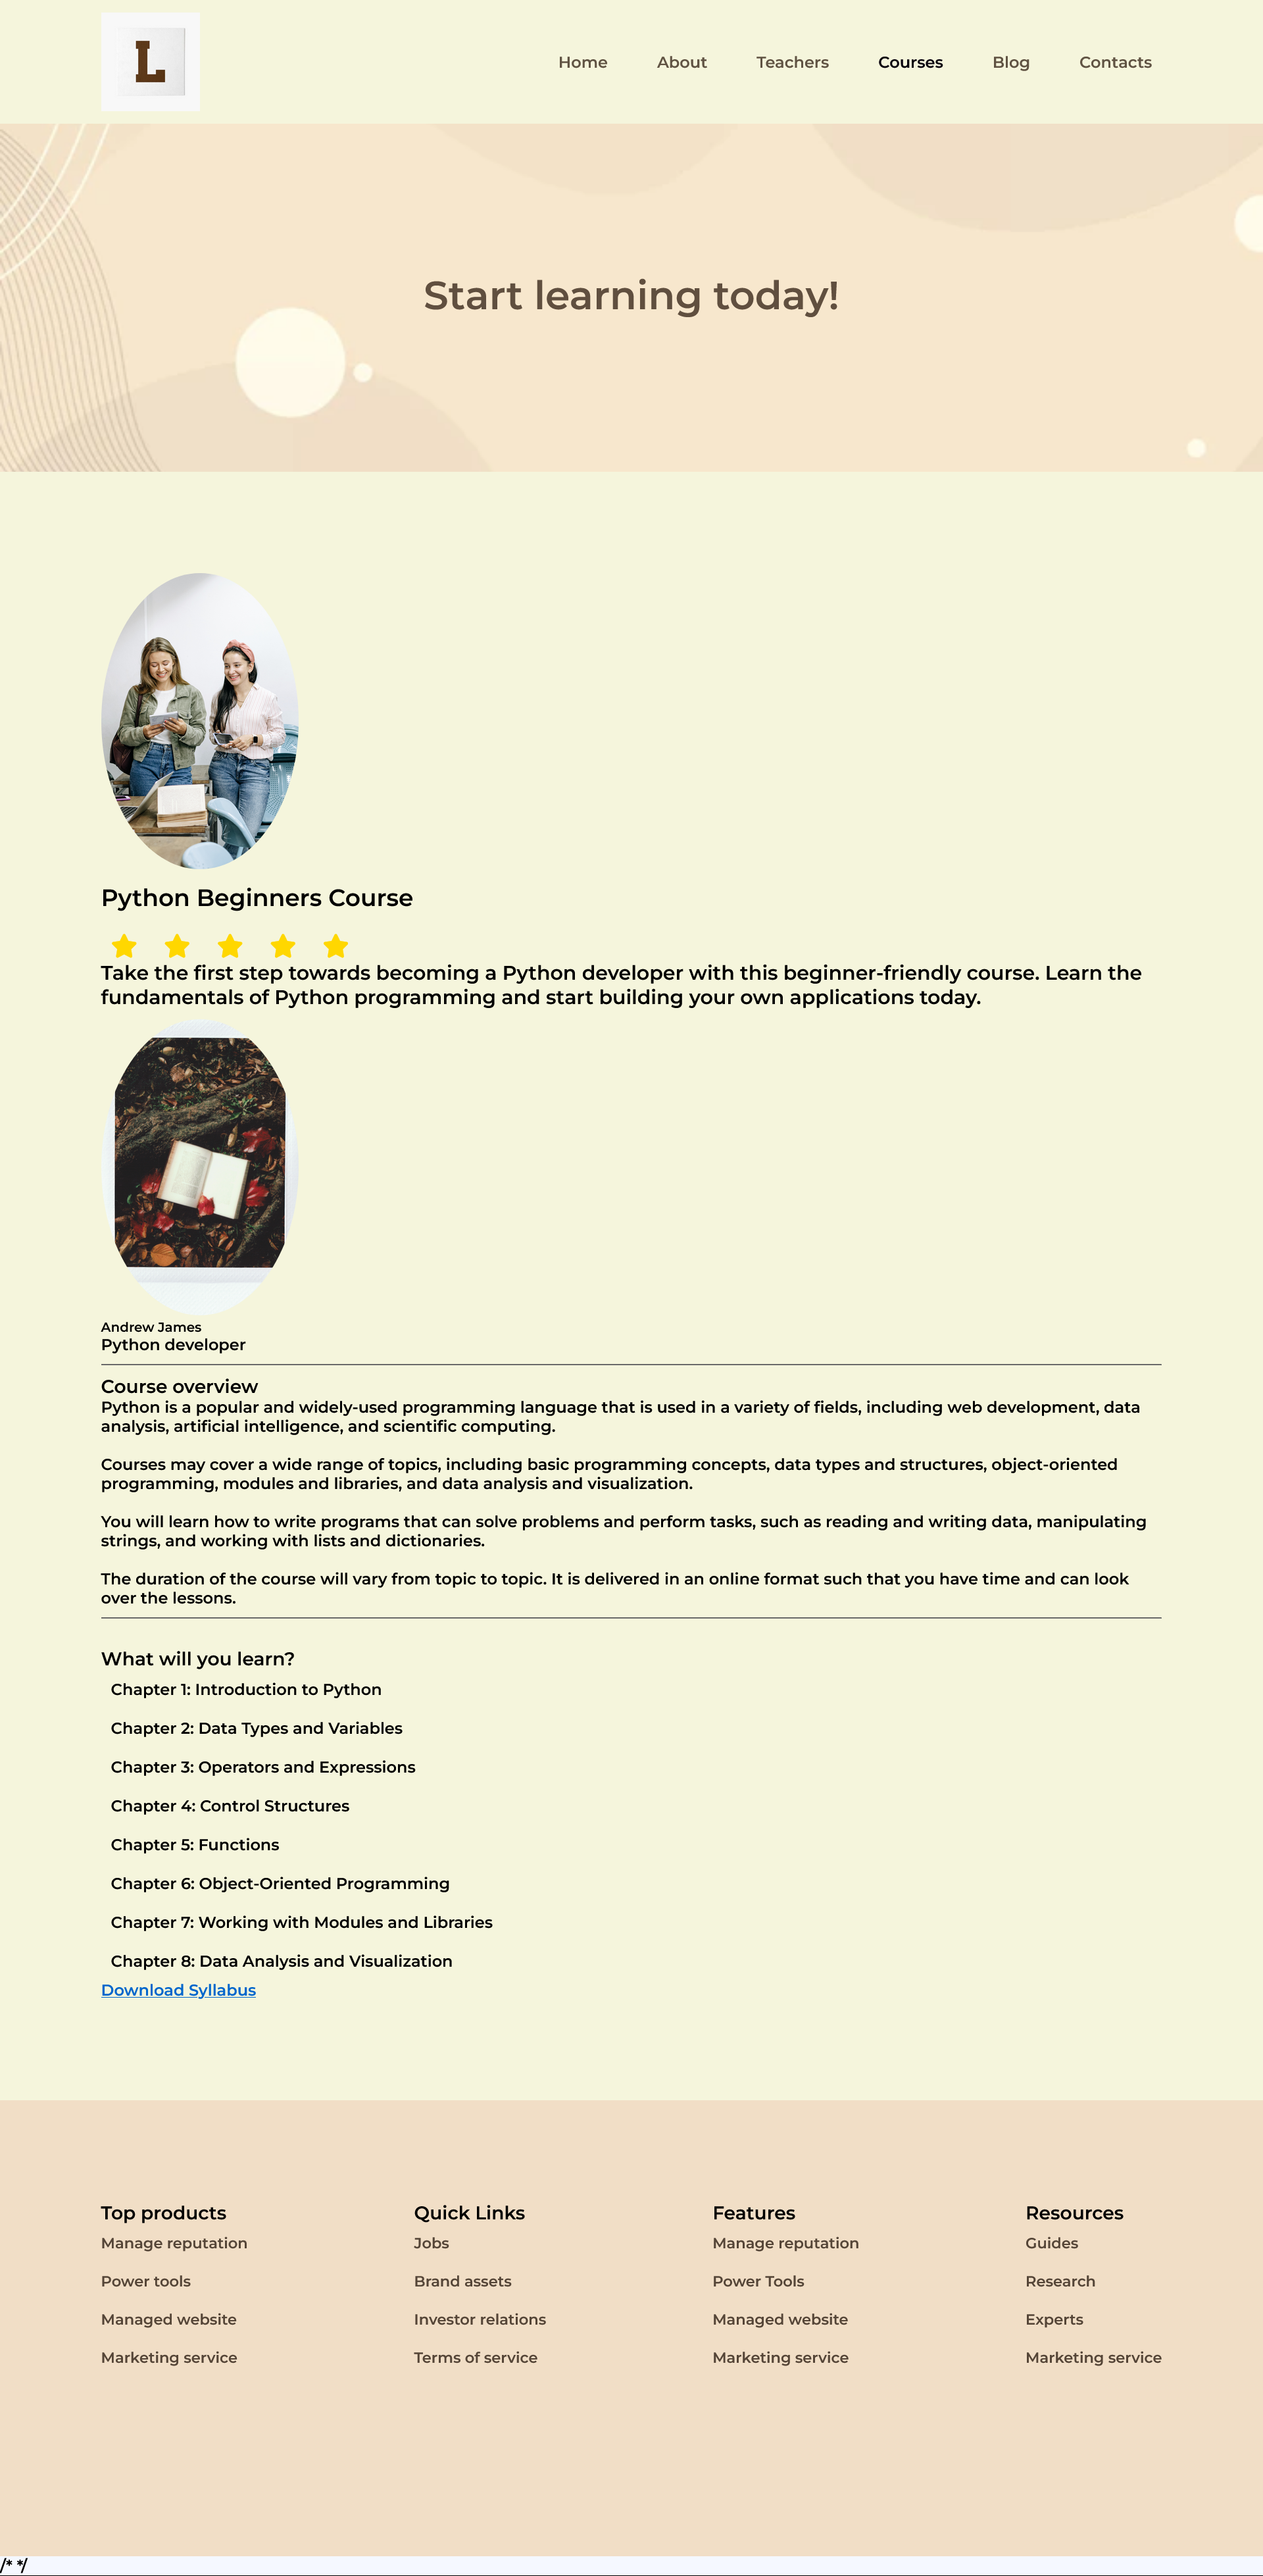 L
Home About Teachers Courses Blog Contacts
Start learning today!
Python Beginners Course
Take the first step towards becoming a Python developer with this beginner-friendly course. Learn the
fundamentals of Python programming and start building your own applications today.
Andrew James
Python developer
Course overview
Python is a popular and widely-used programming language that is used in a variety of fields, including web development, data
analysis, artificial intelligence, and scientific computing.
Courses may cover a wide range of topics, including basic programming concepts, data types and structures, object-oriented
programming, modules and libraries, and data analysis and visualization.
You will learn how to write programs that can solve problems and perform tasks, such as reading and writing data, manipulating
strings, and working with lists and dictionaries.
The duration of the course will vary from topic to topic. It is delivered in an online format such that you have time and can look
over the lessons.
What will you learn?
Chapter 1: Introduction to Python
Chapter 2: Data Types and Variables
Chapter 3: Operators and Expressions
Chapter 4: Control Structures
Chapter 5: Functions
Chapter 6: Object-Oriented Programming
Chapter 7: Working with Modules and Libraries
Chapter 8: Data Analysis and Visualization
Download Syllabus
Top products
Manage reputation
Power tools
Managed website
Marketing service
Quick Links
Jobs
Brand assets
Investor relations
Terms of service
Features
Manage reputation
Power Tools
Managed website
Marketing service
Resources
Guides
Research
Experts
Marketing service
/* */